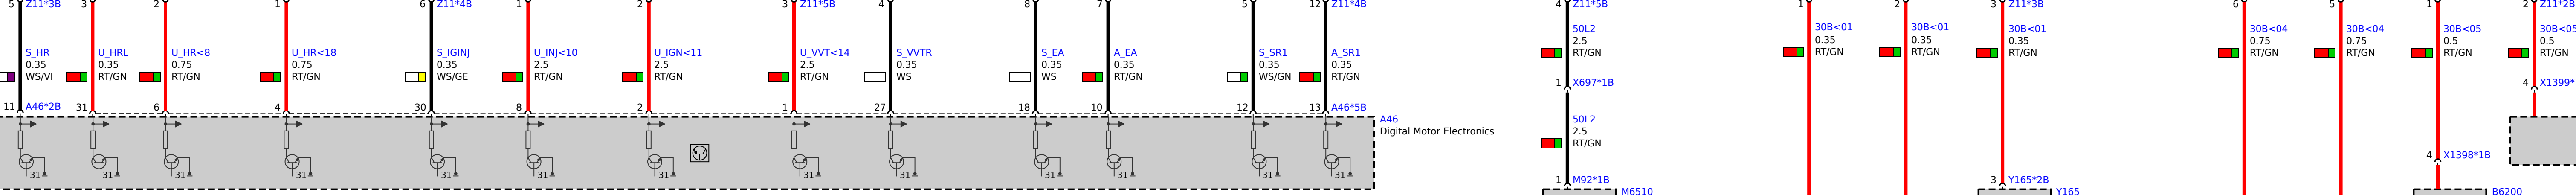 5 Z11*3B 3 2 1 6 Z11*4B 1 2 3 Z11*5B 4 8 7 5 12 Z11*4B 4 Z11*5B 1 2 3 Z11*3B 6 5 1 2 Z11*2B
50L2 30B<01 30B<01 30B<01 30B<04 30B<04 30B<05 30B<05
2.5 0.35 0.35 0.35 0.75 0.75 0.5 0.5
RT/GN RT/GN RT/GN RT/GN RT/GN RT/GN RT/GN RT/GN
S_HR U_HRL U_HR<8 U_HR<18 S_IGINJ U_INJ<10 U_IGN<11 U_VVT<14 S_VVTR S_EA A_EA S_SR1 A_SR1
0.35 0.35 0.75 0.75 0.35 2.5 2.5 2.5 0.35 0.35 0.35 0.35 0.35
WS/VI RT/GN RT/GN RT/GN WS/GE RT/GN RT/GN RT/GN WS WS RT/GN WS/GN RT/GN
1 X697*1B 4 X1399*
11 A46*2B 31 6 4 30 8 2 1 27 18 10 12 13 A46*5B
A46 50L2
Digital Motor Electronics 2.5
RT/GN
4 X1398*1B
31 31 31 31 31 31 31 31 31 31 31 31 31
1 M92*1B 3 Y165*2B
M6510 Y165 B6200